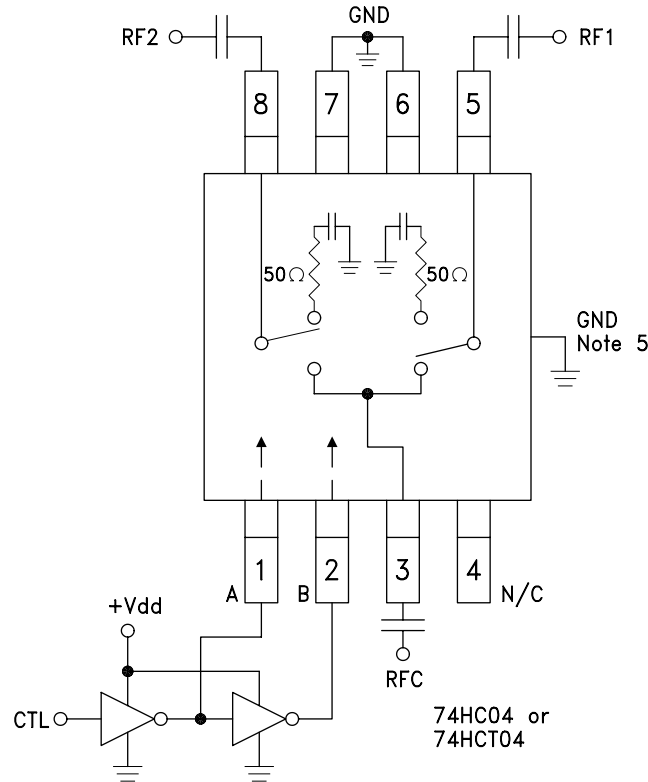 GND
RF2
RF1
8
7
6
5
50Ω
50Ω
GND
Note 5
1
2
3
4
A
B
N/C
+Vdd
RFC
CTL
74HC04 or
74HCT04